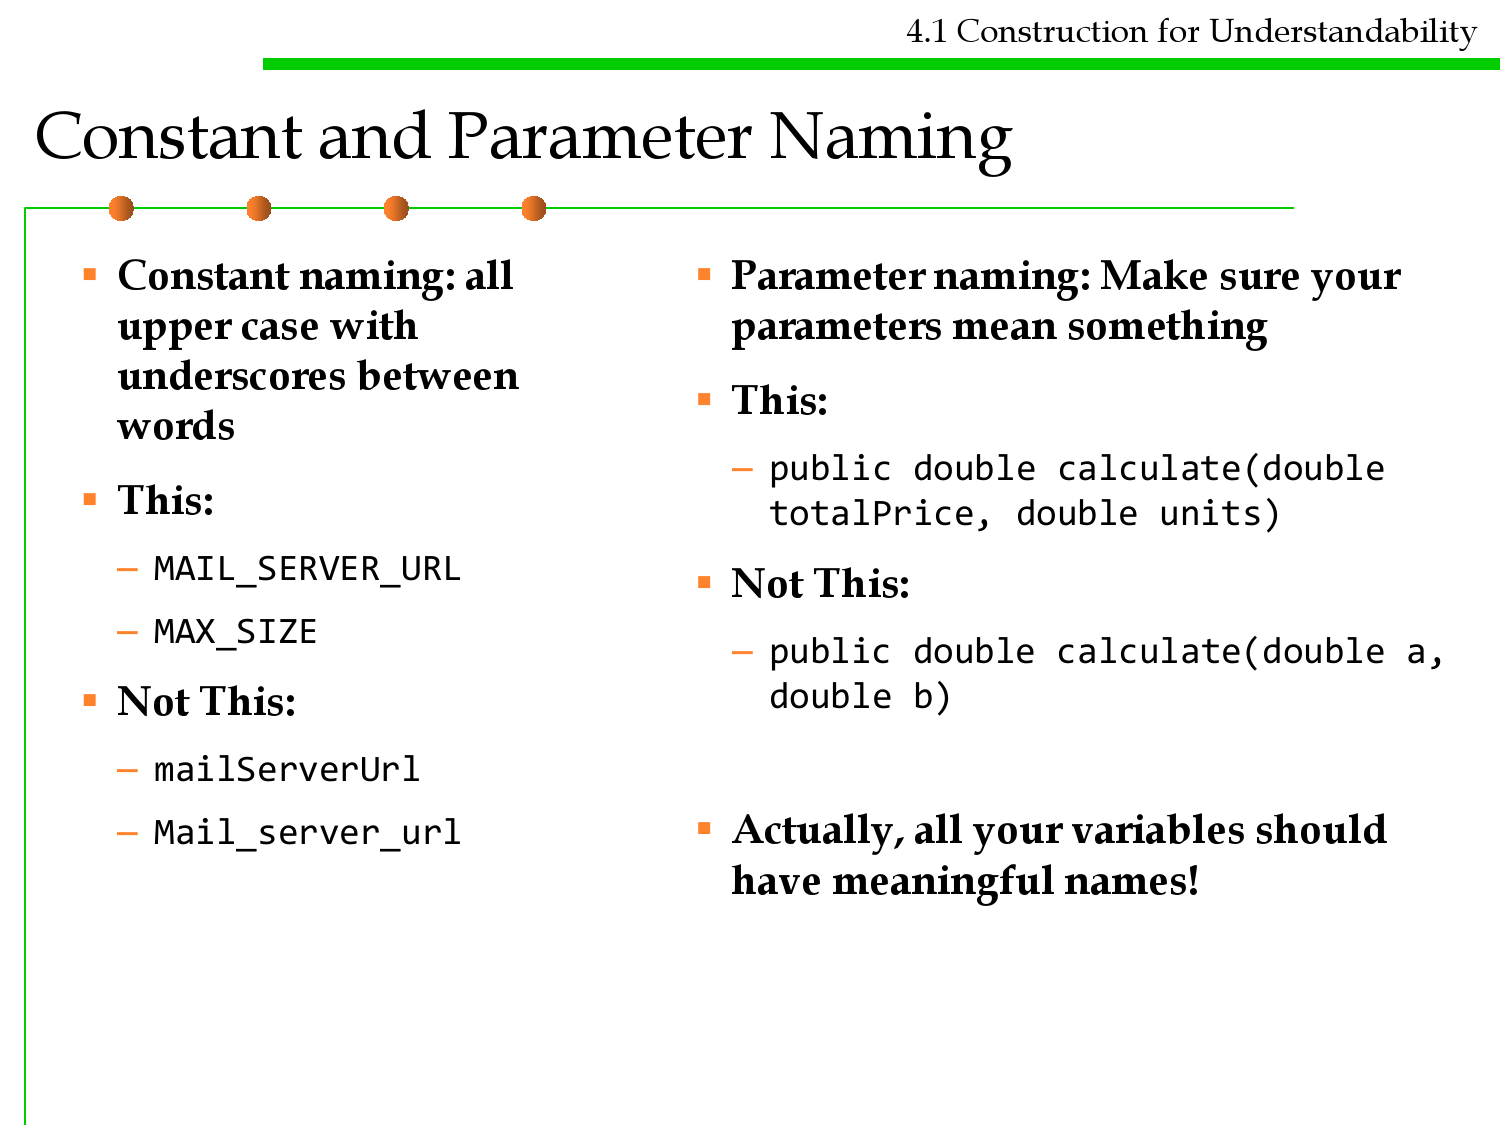 4.1 Construction for Understandability
Constant and Parameter Naming
▪ Constant naming: all
upper case with
underscores between
words
▪ This:
– MAIL_SERVER_URL
– MAX_SIZE
▪ Not This:
– mailServerUrl
– Mail_server_url
▪ Parameter naming: Make sure your
parameters mean something
▪ This:
– public double calculate(double
totalPrice, double units)
▪ Not This:
– public double calculate(double a,
double b)
▪ Actually, all your variables should
have meaningful names!